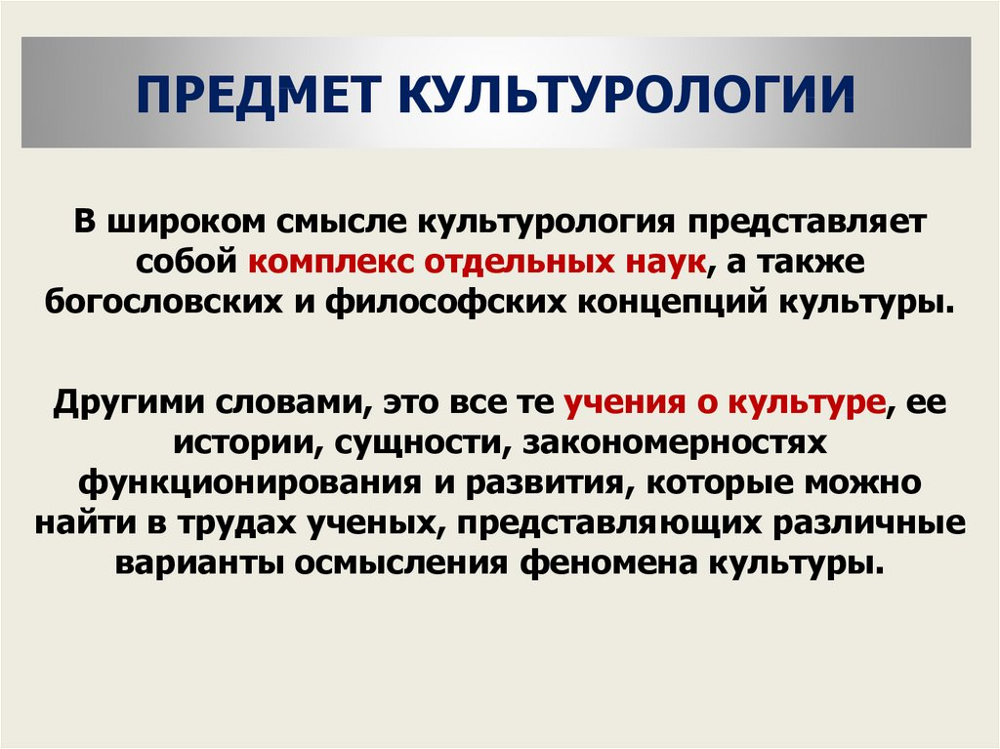 ПРЕДМЕТ КУЛЬТУРОЛОГИИ
В широком смысле культурология представляет
собой комплекс отдельных наук, а также
богословских и философских концепций культуры.
Другими словами, это все те учения о культуре, ее
истории, сущности, закономерностях
функционирования и развития, которые можно
найти в трудах ученых, представляющих различные
варианты осмысления феномена культуры.